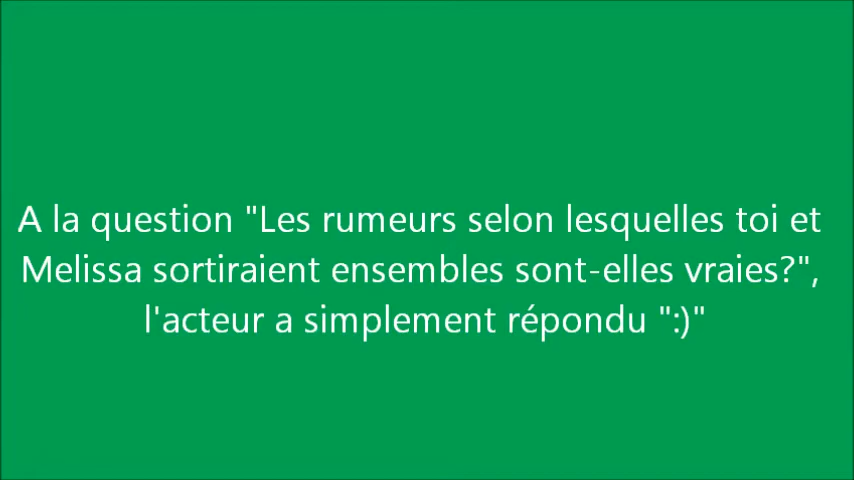 A la question "Les rumeurs selon lesquelles toi et
Melissa sortiraient ensembles sont-elles vraies?",
l'acteur a simplement répondu ":)"